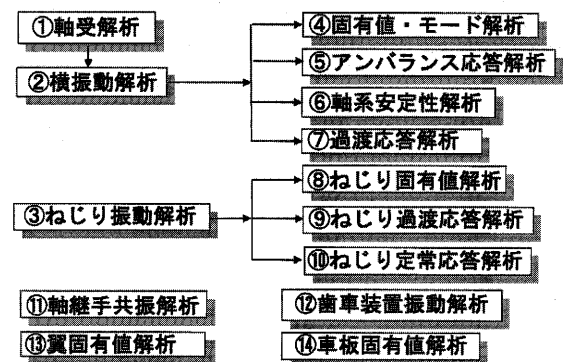 ①軸受解析
②横振動解析
④固有値・モード解析
⑤アンバランス応答解析
⑥軸系安定性解析
⑦過渡応答解析
③ねじり振動解析
⑧ねじり固有値解析
⑨ねじり過渡応答解析
⑩ねじり定常応答解析
⑪軸継手共振解析
⑫歯車装置振動解析
⑬翼固有値解析
⑭車板固有値解析